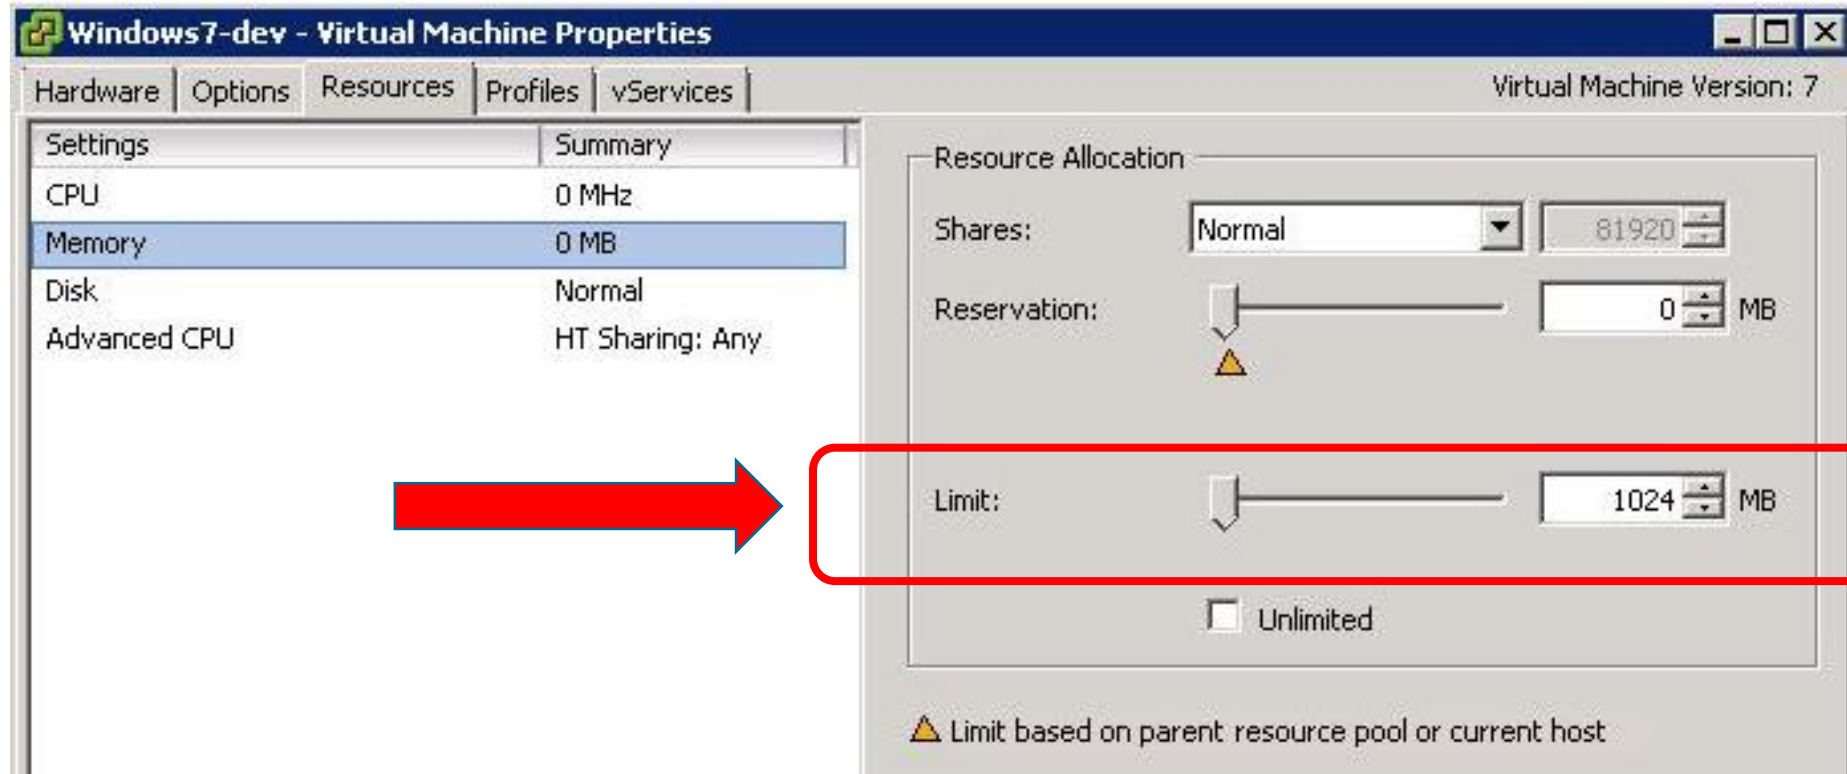 Windows7-dev - Virtual Machine Properties
Hardware Options Resources Profiles vServices Virtual Machine Version: 7
Settings Summary
CPU 0 MHz
Memory 0 MB
Disk Normal
Advanced CPU HT Sharing: Any
Resource Allocation
Shares: Normal 81920
Reservation: 0 MB
Limit: 1024 MB
Unlimited
Limit based on parent resource pool or current host